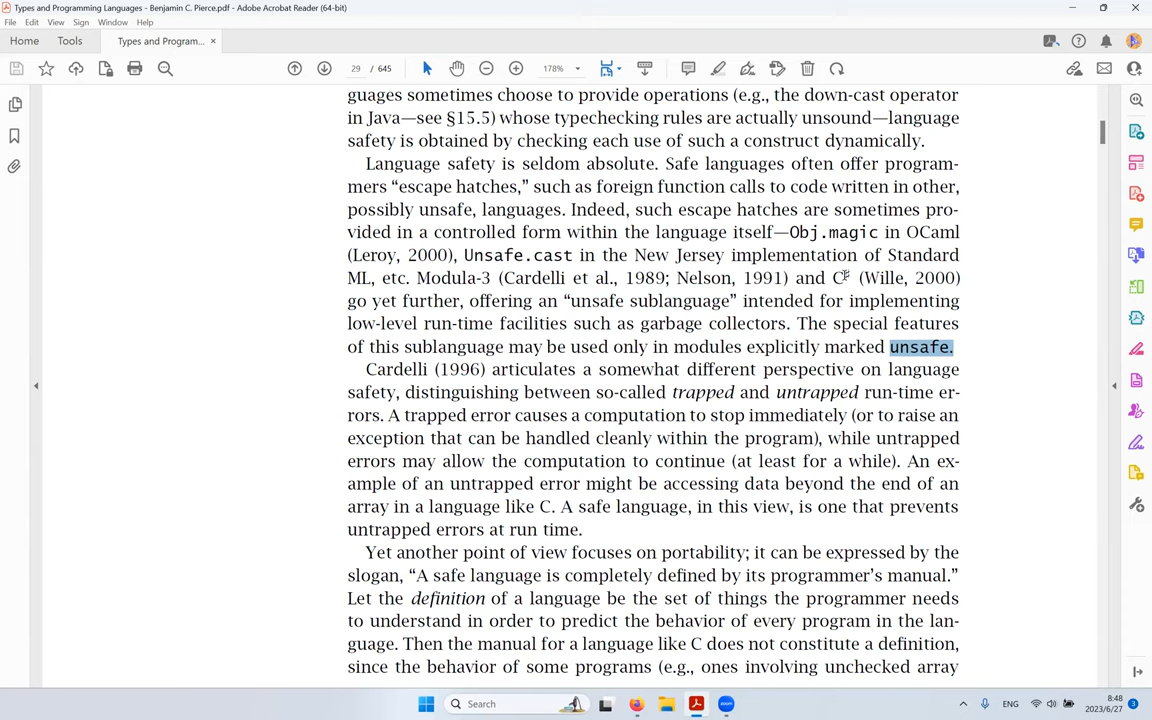 Types and Programming Languages - Benjamin C. Pierce.pdf - Adobe Acrobat Reader (64-bit)
File Edit View Sign Window Help
Home Tools Types and Program... ×
29 / 645 178%
guages sometimes choose to provide operations (e.g., the down-cast operator
in Java—see §15.5) whose typechecking rules are actually unsound—language
safety is obtained by checking each use of such a construct dynamically.
Language safety is seldom absolute. Safe languages often offer program-
mers “escape hatches,” such as foreign function calls to code written in other,
possibly unsafe, languages. Indeed, such escape hatches are sometimes pro-
vided in a controlled form within the language itself—Obj.magic in OCaml
(Leroy, 2000), Unsafe.cast in the New Jersey implementation of Standard
ML, etc. Modula-3 (Cardelli et al., 1989; Nelson, 1991) and C♯ (Wille, 2000)
go yet further, offering an “unsafe sublanguage” intended for implementing
low-level run-time facilities such as garbage collectors. The special features
of this sublanguage may be used only in modules explicitly marked unsafe.
Cardelli (1996) articulates a somewhat different perspective on language
safety, distinguishing between so-called trapped and untrapped run-time er-
rors. A trapped error causes a computation to stop immediately (or to raise an
exception that can be handled cleanly within the program), while untrapped
errors may allow the computation to continue (at least for a while). An ex-
ample of an untrapped error might be accessing data beyond the end of an
array in a language like C. A safe language, in this view, is one that prevents
untrapped errors at run time.
Yet another point of view focuses on portability; it can be expressed by the
slogan, “A safe language is completely defined by its programmer’s manual.”
Let the definition of a language be the set of things the programmer needs
to understand in order to predict the behavior of every program in the lan-
guage. Then the manual for a language like C does not constitute a definition,
since the behavior of some programs (e.g., ones involving unchecked array
Search
zoom
ENG
8:48
2023/6/27
3